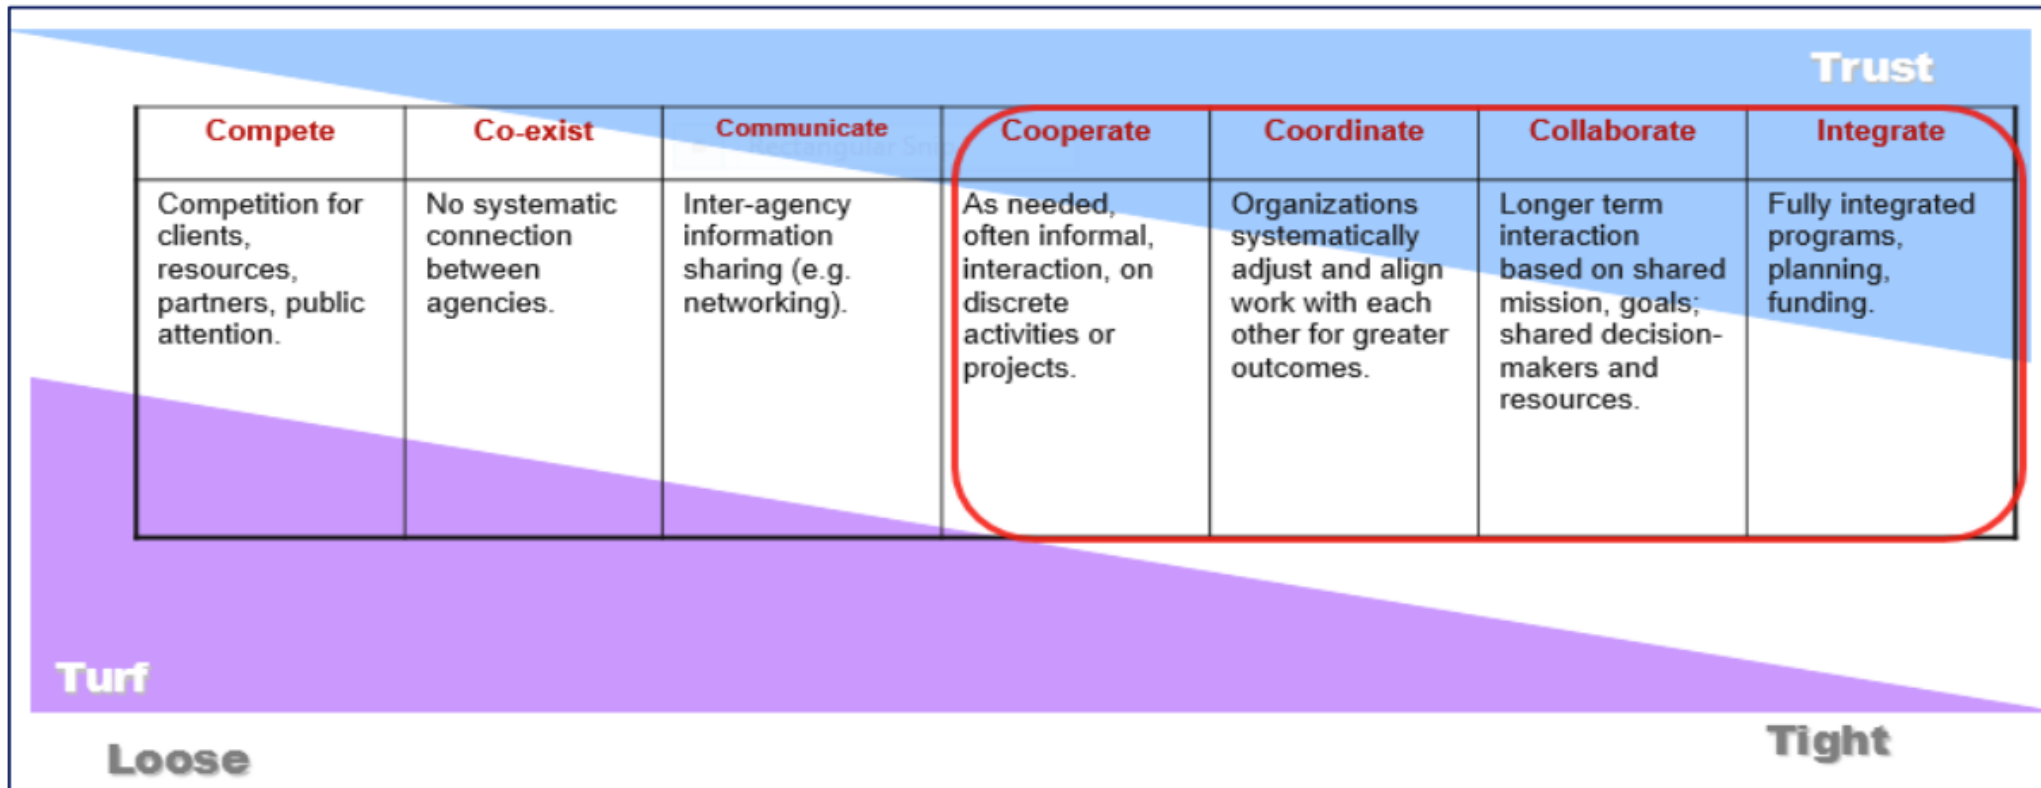 Trust
Compete
Co-exist
Communicate
Cooperate
Coordinate
Collaborate
Integrate
Rectangular Snip
Competition for
clients,
resources,
partners, public
attention.
No systematic
connection
between
agencies.
Inter-agency
information
sharing (e.g.
networking).
As needed,
often informal,
interaction, on
discrete
activities or
projects.
Organizations
systematically
adjust and align
work with each
other for greater
outcomes.
Longer term
interaction
based on shared
mission, goals;
shared decision-
makers and
resources.
Fully integrated
programs,
planning,
funding.
Turf
Loose
Tight